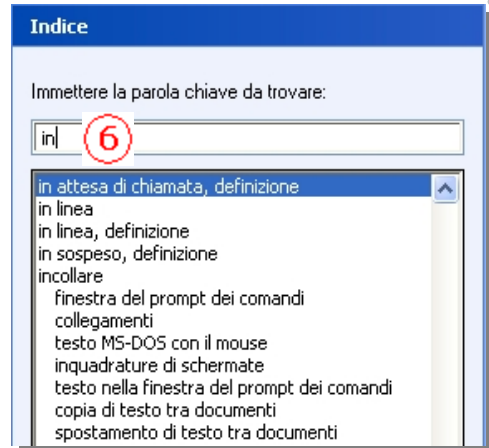 Indice
Immettere la parola chiave da trovare:
in 6
in attesa di chiamata, definizione
in linea
in linea, definizione
in sospeso, definizione
incollare
finestra del prompt dei comandi
collegamenti
testo MS-DOS con il mouse
inquadrature di schermate
testo nella finestra del prompt dei comandi
copia di testo tra documenti
spostamento di testo tra documenti